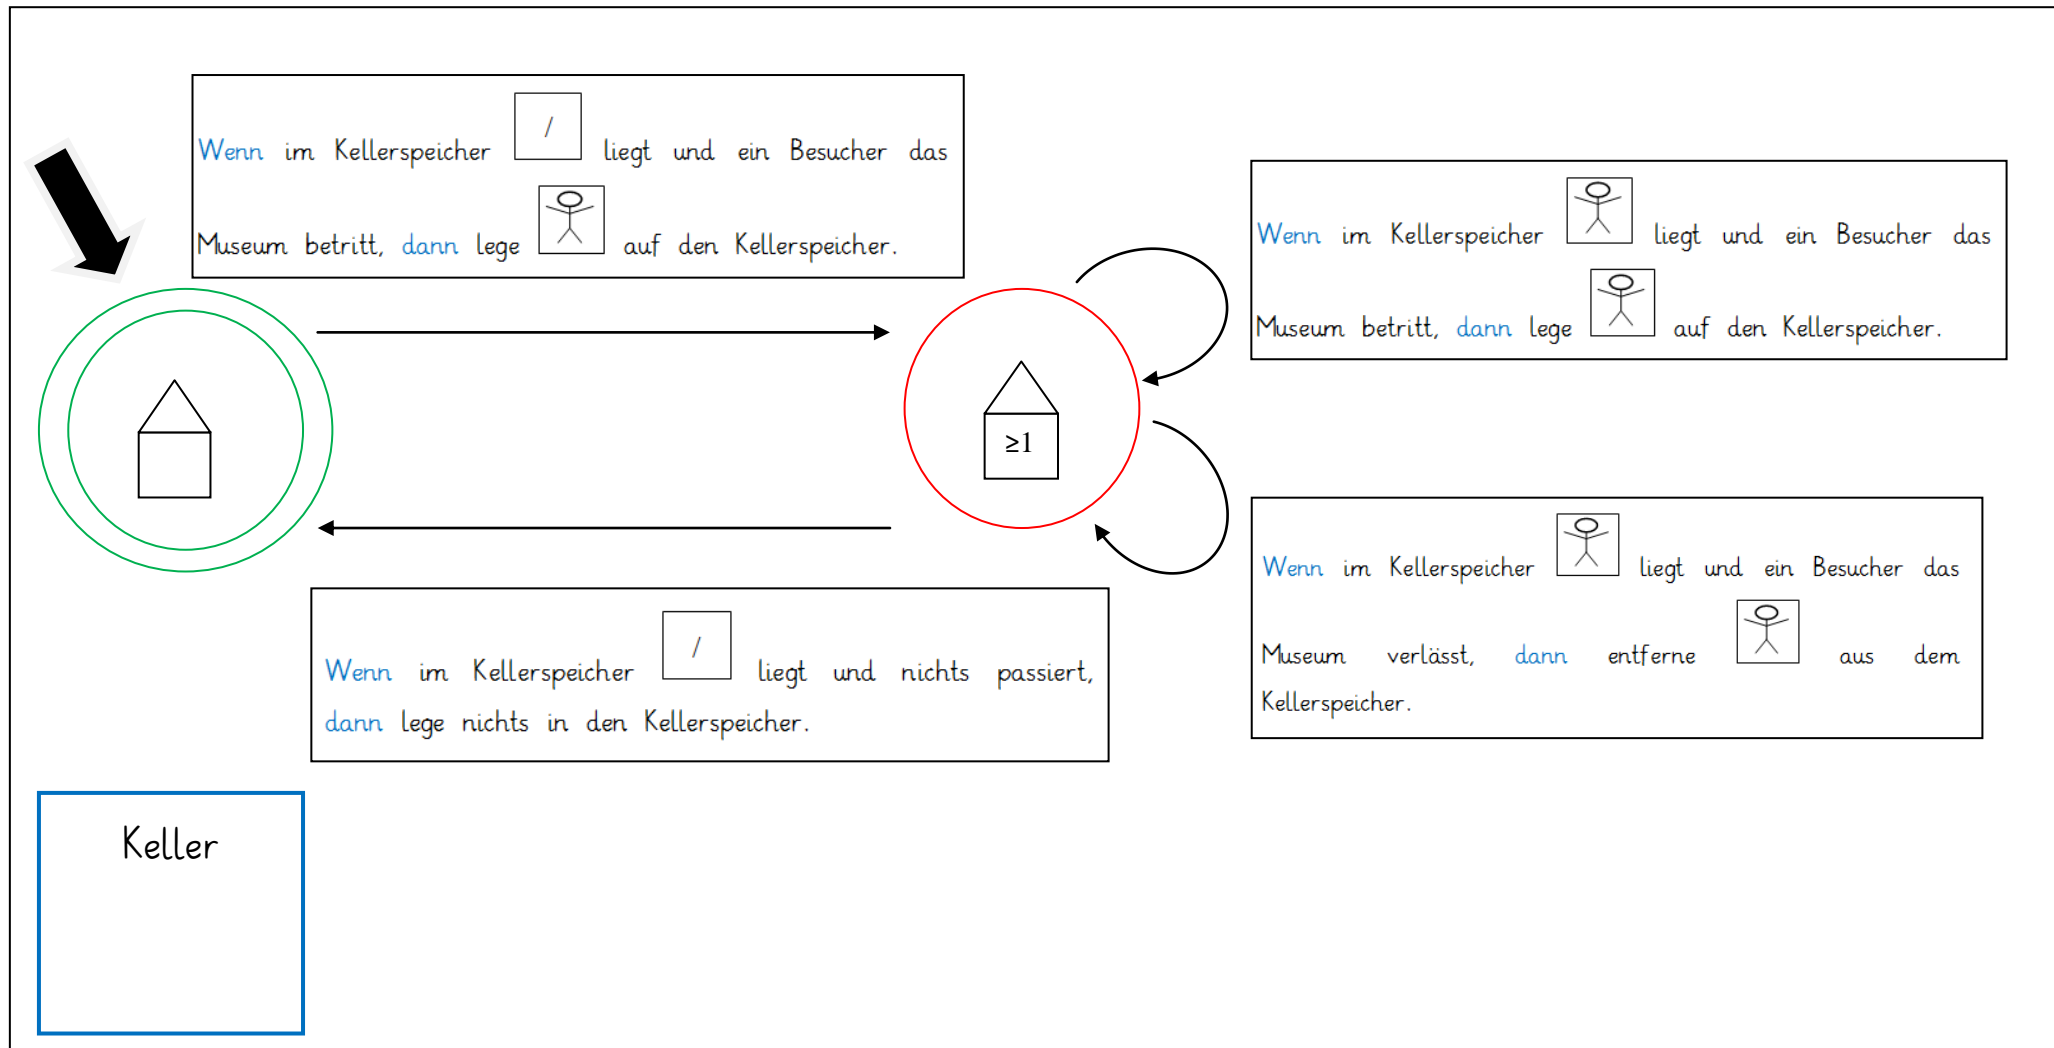 Wenn im Kellerspeicher / liegt und ein Besucher das
Museum betritt, dann lege auf den Kellerspeicher.
Wenn im Kellerspeicher liegt und ein Besucher das
Museum betritt, dann lege auf den Kellerspeicher.
≥1
Wenn im Kellerspeicher liegt und ein Besucher das
Museum verlässt, dann entferne aus dem
Kellerspeicher.
Wenn im Kellerspeicher / liegt und nichts passiert,
dann lege nichts in den Kellerspeicher.
Keller